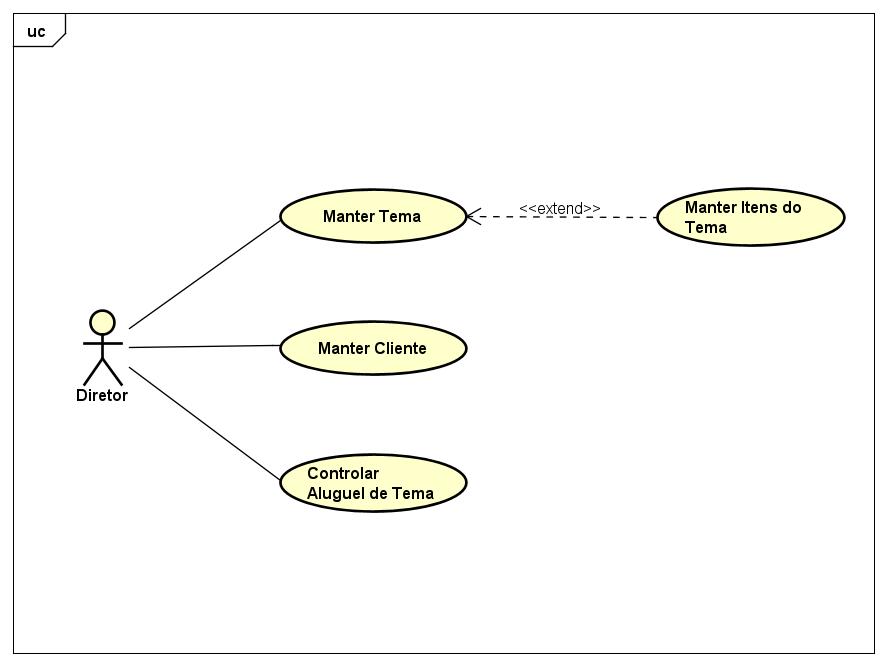 uc
Manter Tema
<<extend>>
Manter Itens do
Tema
Manter Cliente
Diretor
Controlar
Aluguel de Tema